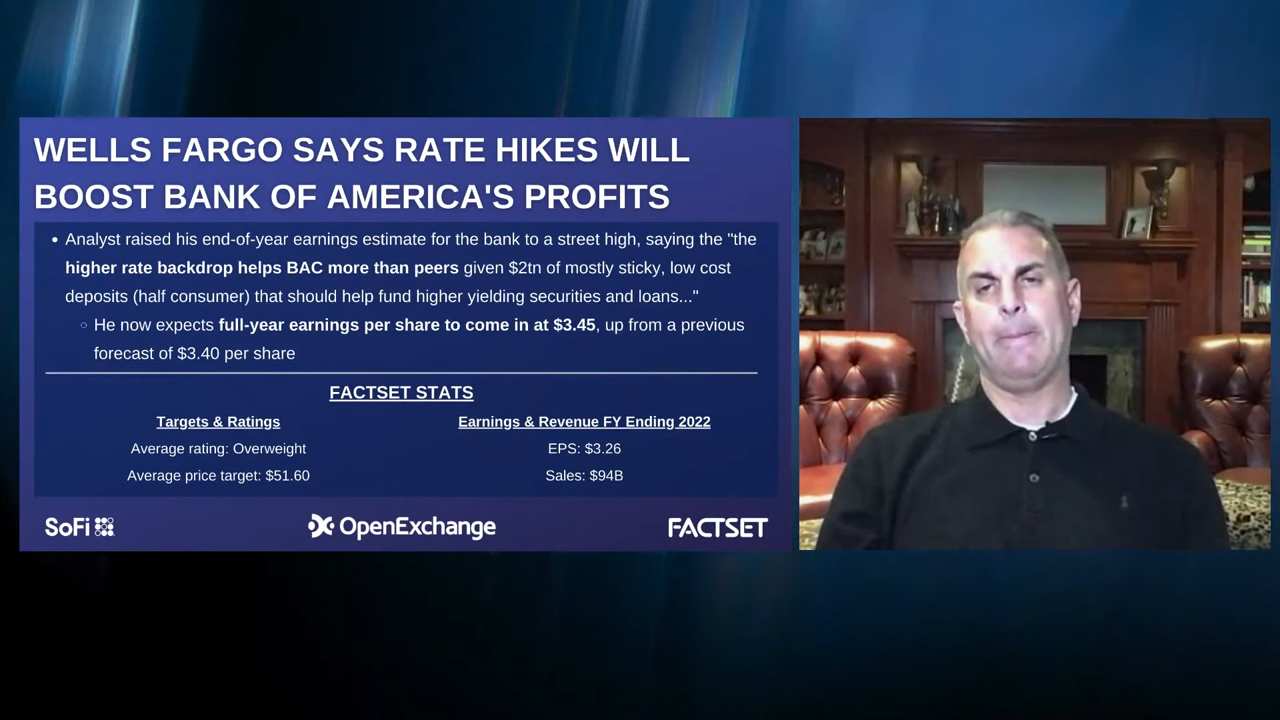 WELLS FARGO SAYS RATE HIKES WILL
BOOST BANK OF AMERICA'S PROFITS
• Analyst raised his end-of-year earnings estimate for the bank to a street high, saying the "the
higher rate backdrop helps BAC more than peers given $2tn of mostly sticky, low cost
deposits (half consumer) that should help fund higher yielding securities and loans..."
○ He now expects full-year earnings per share to come in at $3.45, up from a previous
forecast of $3.40 per share
FACTSET STATS
Targets & Ratings
Average rating: Overweight
Average price target: $51.60
Earnings & Revenue FY Ending 2022
EPS: $3.26
Sales: $94B
SoFi
OpenExchange
FACTSET